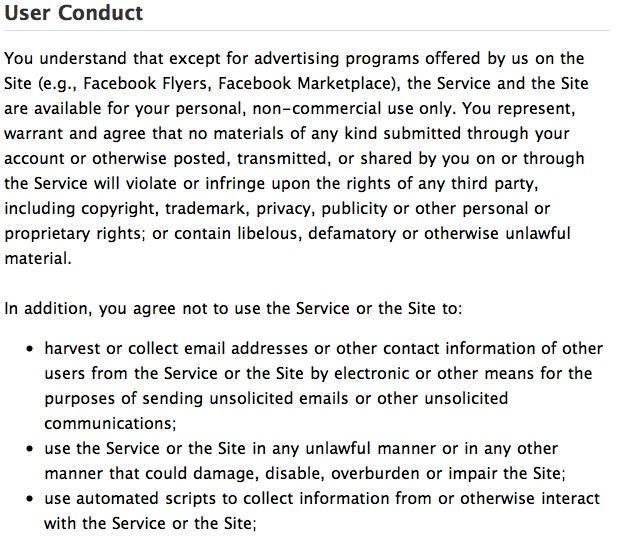 User Conduct
You understand that except for advertising programs offered by us on the
Site (e.g., Facebook Flyers, Facebook Marketplace), the Service and the Site
are available for your personal, non-commercial use only. You represent,
warrant and agree that no materials of any kind submitted through your
account or otherwise posted, transmitted, or shared by you on or through
the Service will violate or infringe upon the rights of any third party,
including copyright, trademark, privacy, publicity or other personal or
proprietary rights; or contain libelous, defamatory or otherwise unlawful
material.
In addition, you agree not to use the Service or the Site to:
• harvest or collect email addresses or other contact information of other
users from the Service or the Site by electronic or other means for the
purposes of sending unsolicited emails or other unsolicited
communications;
• use the Service or the Site in any unlawful manner or in any other
manner that could damage, disable, overburden or impair the Site;
• use automated scripts to collect information from or otherwise interact
with the Service or the Site;